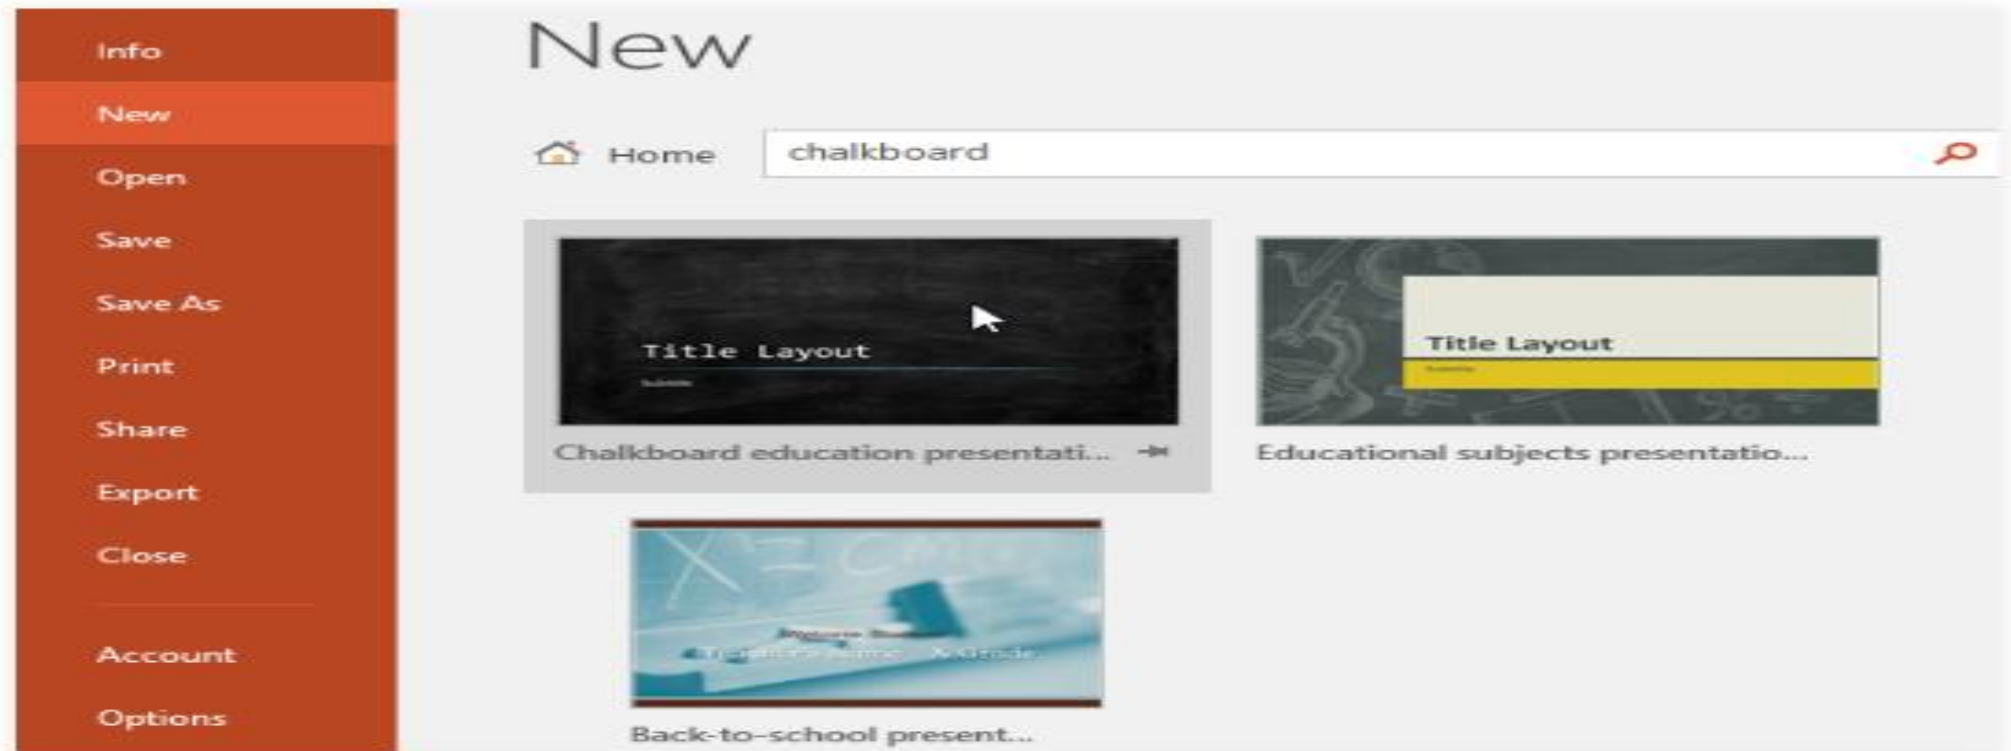 Info
New
Open
Save
Save As
Print
Share
Export
Close
Account
Options
New
Home
chalkboard
Title Layout
Subtitle
Chalkboard education presentati...
Title Layout
Educational subjects presentatio...
Back-to-school present...